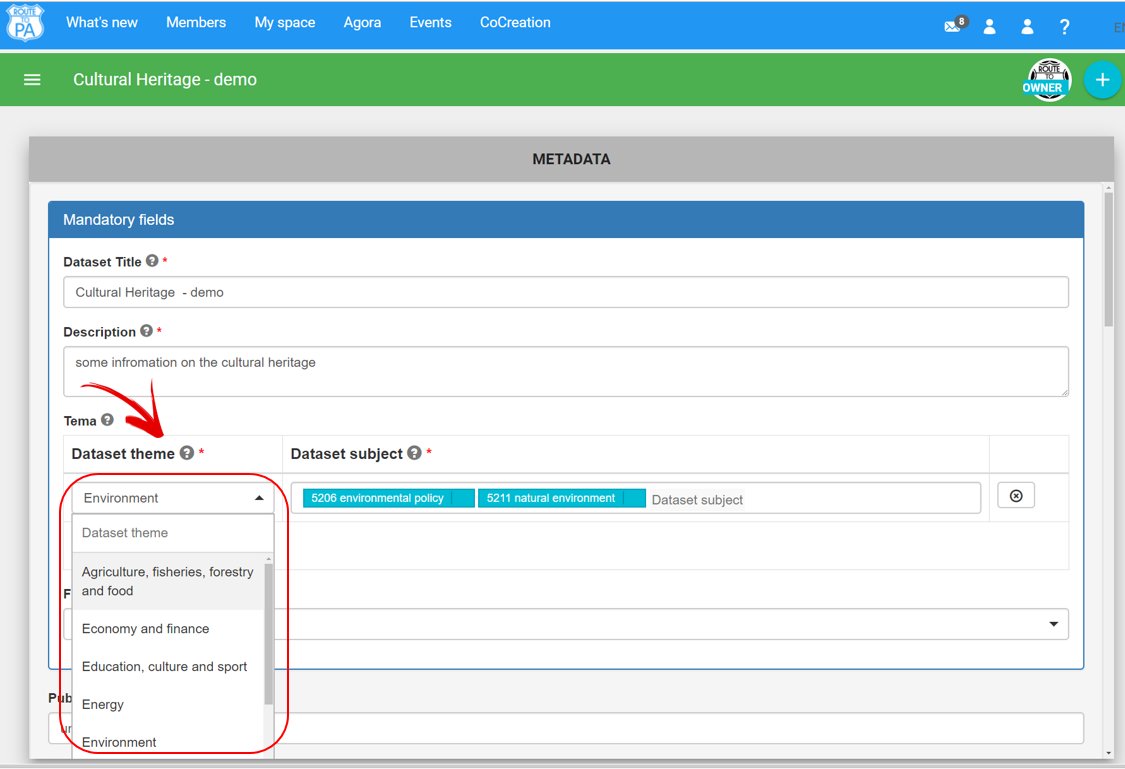 ROUTE
TO
PA
What's new Members My space Agora Events CoCreation 8 ?
Cultural Heritage - demo
ROUTE
TO
OWNER
+
METADATA
Mandatory fields
Dataset Title ? *
Cultural Heritage - demo
Description ? *
some infromation on the cultural heritage
Tema ?
Dataset theme ? * Dataset subject ? *
Environment 5206 environmental policy 5211 natural environment Dataset subject
Dataset theme
Agriculture, fisheries, forestry
and food
Economy and finance
Education, culture and sport
Energy
Environment